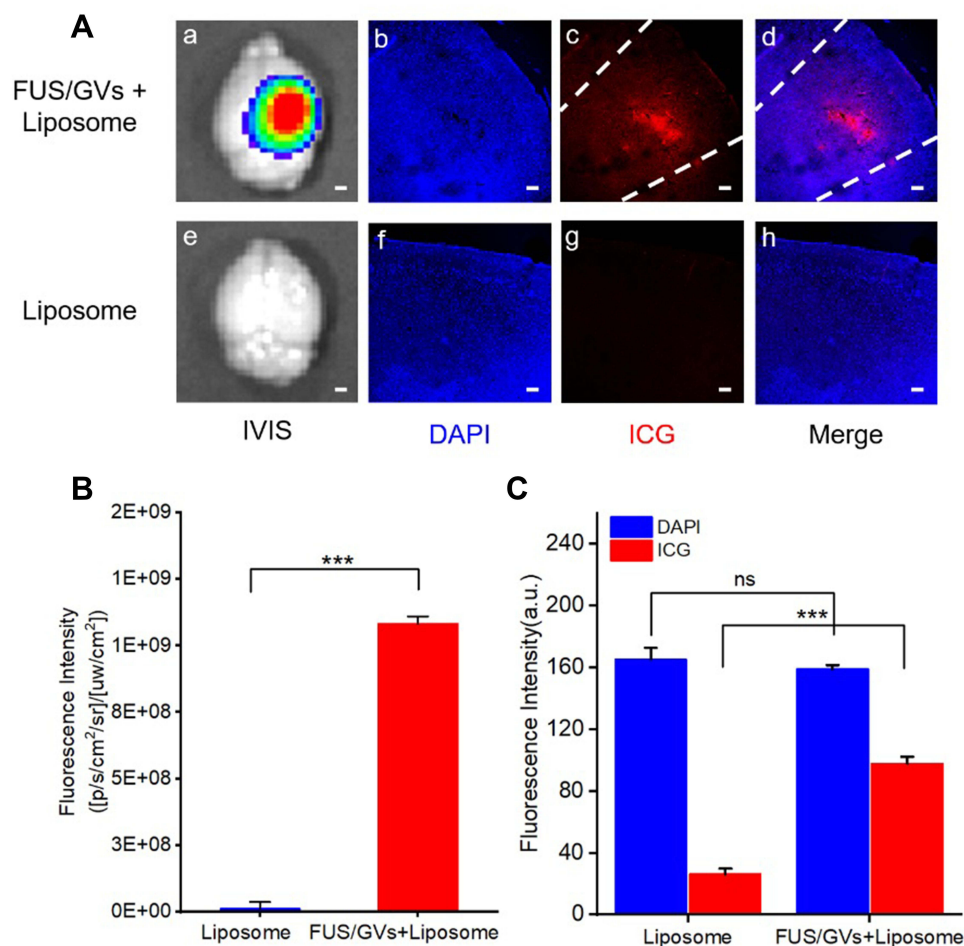 A
FUS/GVs +
Liposome
a
b
c
d
Liposome
e
f
g
h
IVIS
DAPI
ICG
Merge
B
Fluorescence Intensity
([p/s/cm²/sr]/[uw/cm²])
2E+09
1E+09
1E+09
8E+08
5E+08
3E+08
0E+00
***
Liposome
FUS/GVs+Liposome
C
Fluorescence Intensity(a.u.)
240
200
160
120
80
40
0
DAPI
ICG
ns
***
Liposome
FUS/GVs+Liposome